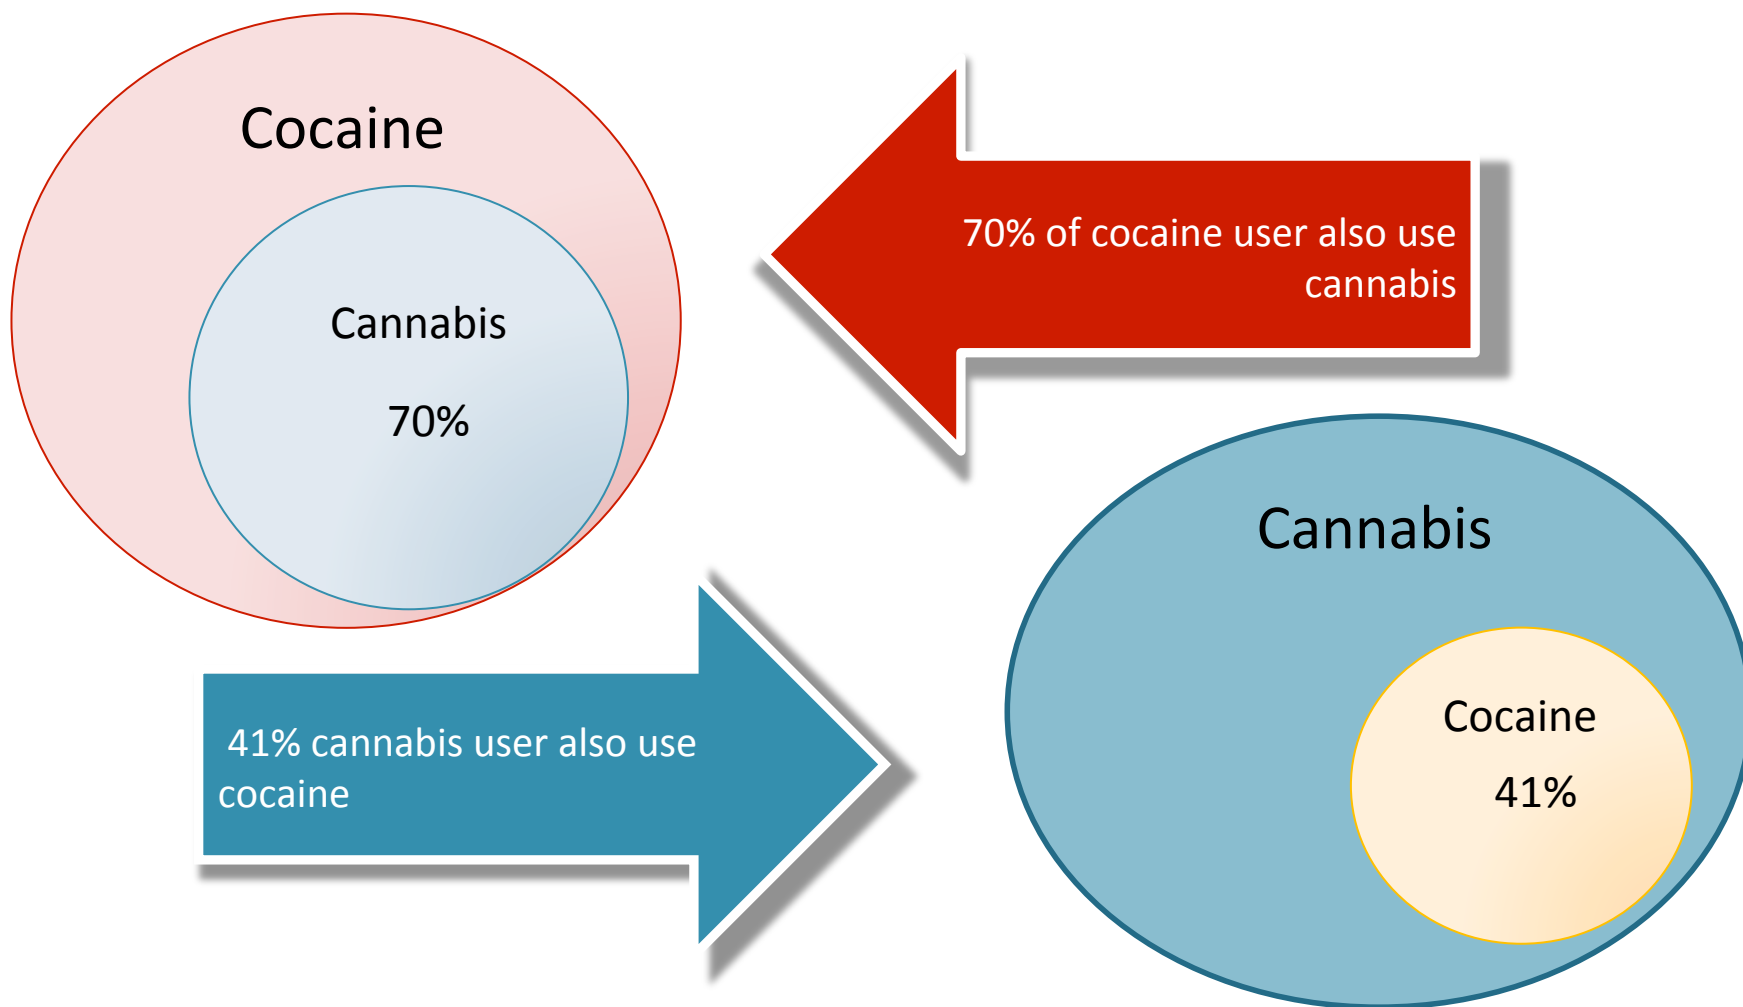 Cocaine
Cannabis
70%
70% of cocaine user also use
cannabis
41% cannabis user also use
cocaine
Cannabis
Cocaine
41%